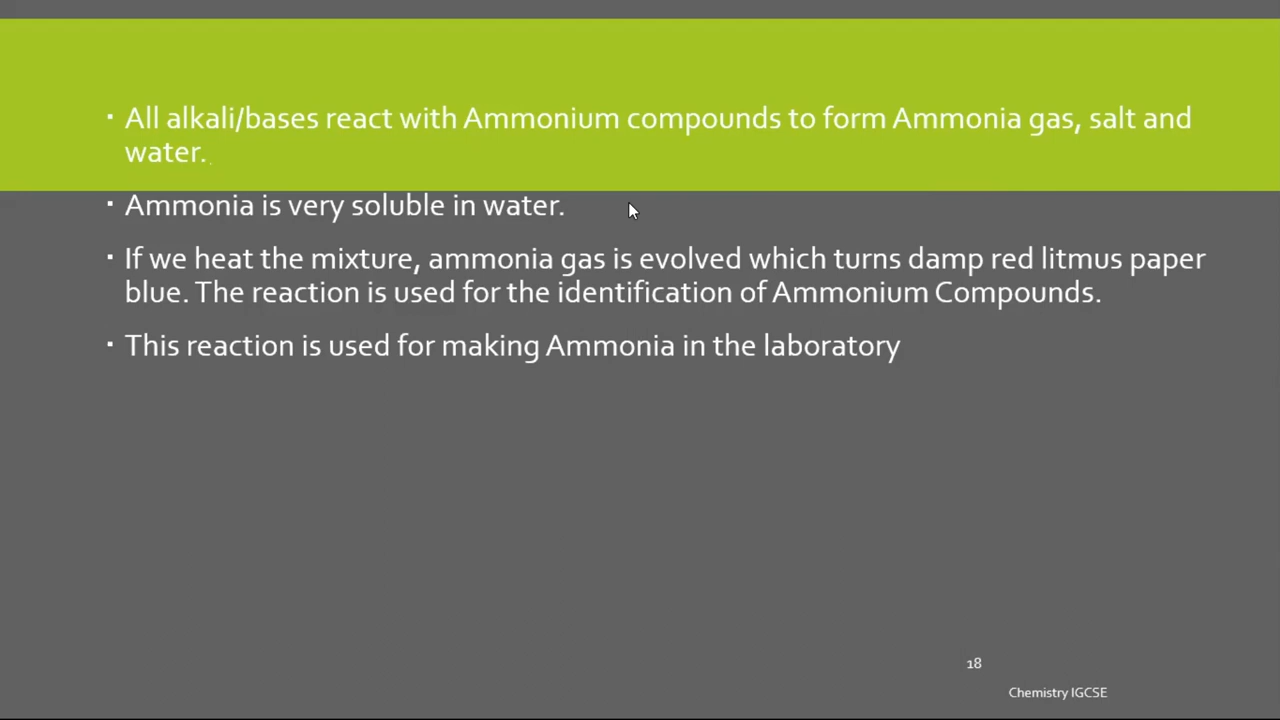 ▪ All alkali/bases react with Ammonium compounds to form Ammonia gas, salt and
water.
▪ Ammonia is very soluble in water.
▪ If we heat the mixture, ammonia gas is evolved which turns damp red litmus paper
blue. The reaction is used for the identification of Ammonium Compounds.
▪ This reaction is used for making Ammonia in the laboratory
18
Chemistry IGCSE